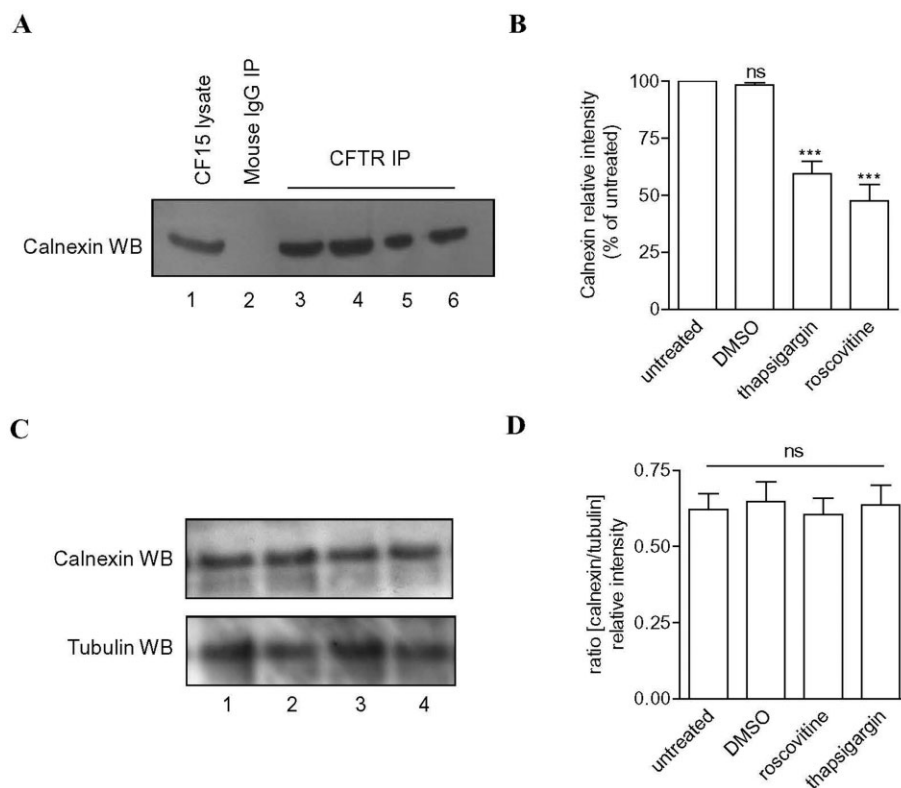 A
CF15 lysate
Mouse IgG IP
CFTR IP
Calnexin WB
1 2 3 4 5 6
B
Calnexin relative intensity
(% of untreated)
100
75
50
25
0
ns
***
***
untreated
DMSO
thapsigargin
roscovitine
C
Calnexin WB
Tubulin WB
1 2 3 4
D
ratio [calnexin/tubulin]
relative intensity
0.75
0.50
0.25
0.00
ns
untreated
DMSO
roscovitine
thapsigargin